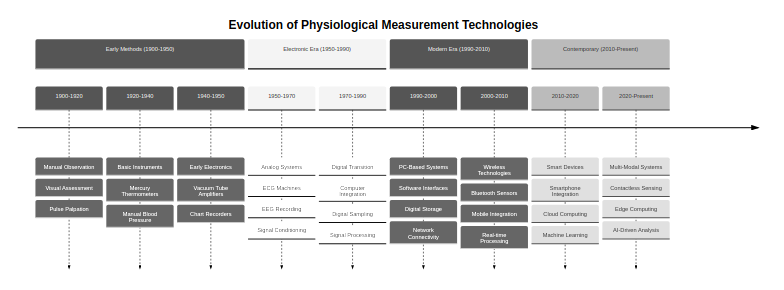 Evolution of Physiological Measurement Technologies
Early Methods (1900-1950)
Electronic Era (1950-1990)
Modern Era (1990-2010)
Contemporary (2010-Present)
1900-1920
1920-1940
1940-1950
1950-1970
1970-1990
1990-2000
2000-2010
2010-2020
2020-Present
Manual Observation
Visual Assessment
Pulse Palpation
Basic Instruments
Mercury
Thermometers
Manual Blood
Pressure
Early Electronics
Vacuum Tube
Amplifiers
Chart Recorders
Analog Systems
ECG Machines
EEG Recording
Signal Conditioning
Digital Transition
Computer
Integration
Digital Sampling
Signal Processing
PC-Based Systems
Software Interfaces
Digital Storage
Network
Connectivity
Wireless
Technologies
Bluetooth Sensors
Mobile Integration
Real-time
Processing
Smart Devices
Smartphone
Integration
Cloud Computing
Machine Learning
Multi-Modal Systems
Contactless Sensing
Edge Computing
AI-Driven Analysis